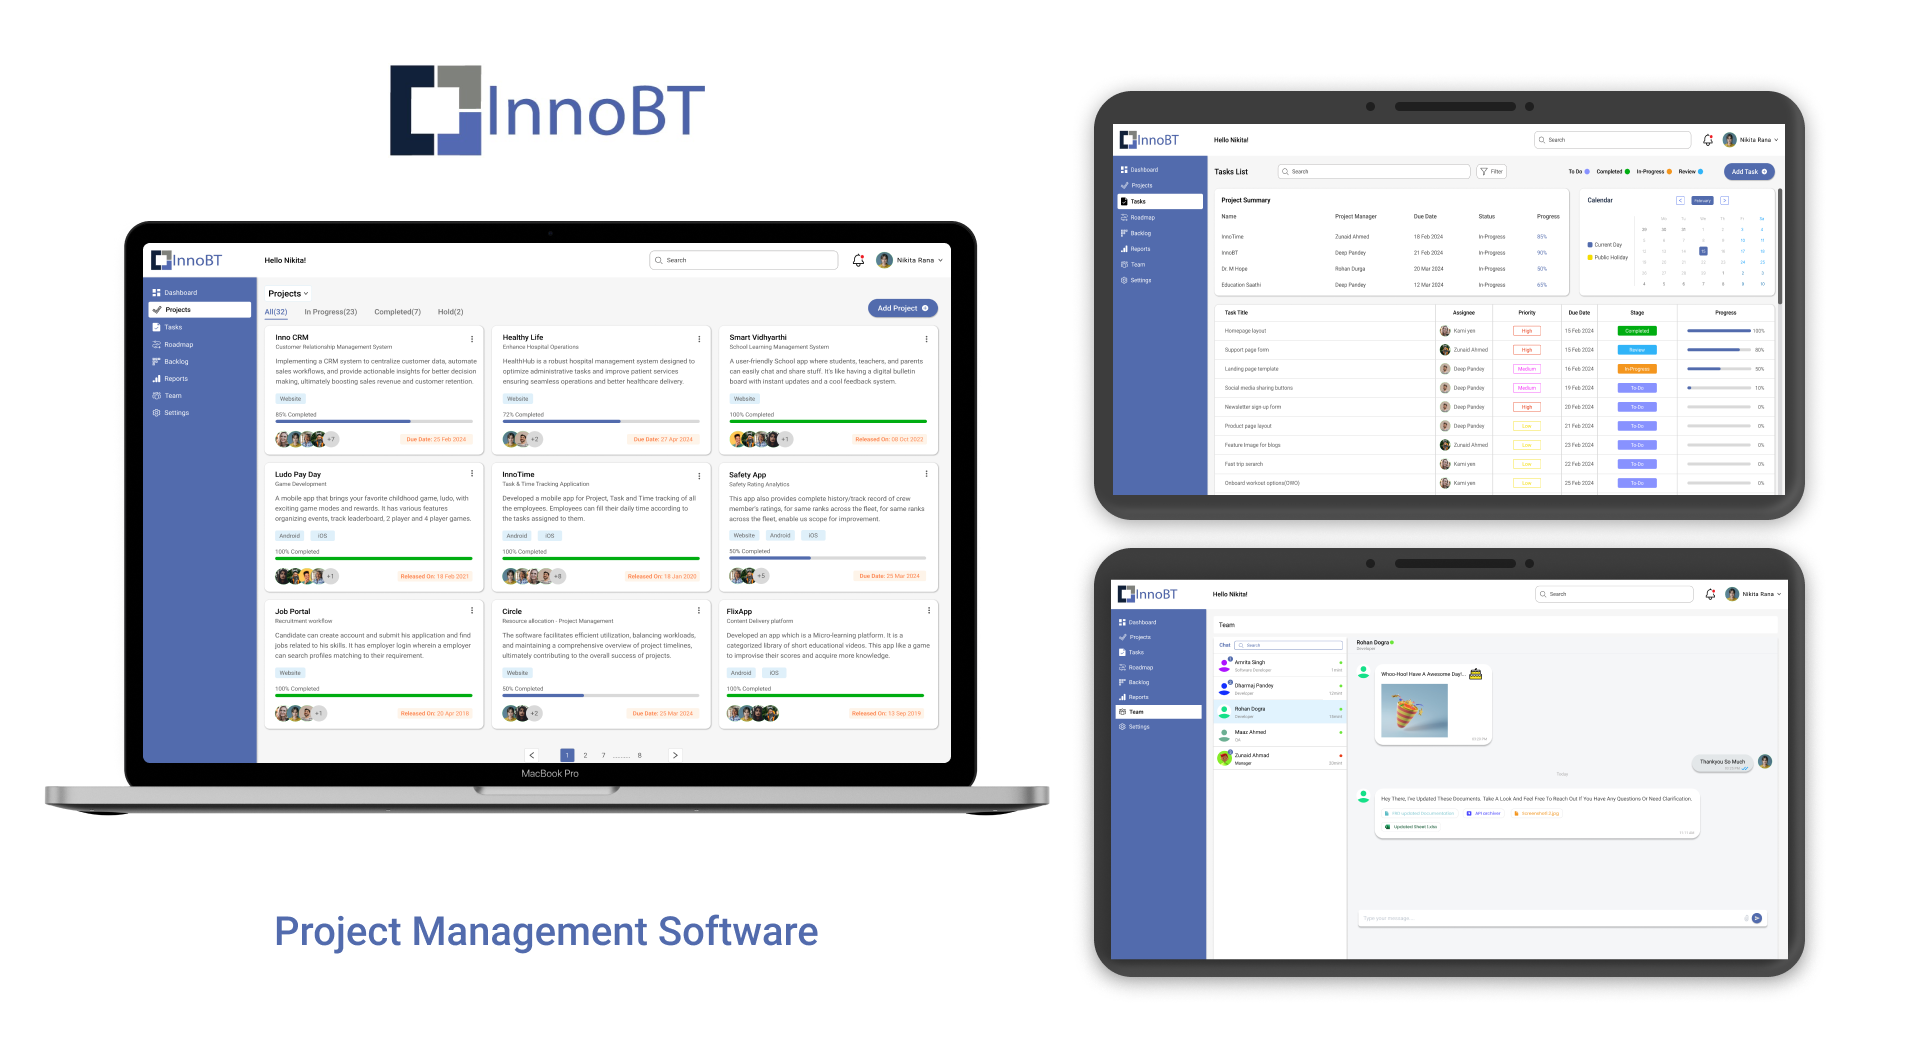 InnoBT
InnoBT
Hello Nikita!
Search
Nikita Rana
Dashboard
Projects
Tasks
Roadmap
Backlog
Reports
Team
Settings
Projects
All(32) In Progress(23) Completed(7) Hold(2)
Add Project
Inno CRM
Customer Relationship Management System
Implementing a CRM system to centralize customer data, automate
sales workflows, and provide actionable insights for better decision
making, ultimately boosting sales revenue and customer retention.
Website
85% Completed
+7
Due Date: 25 Feb 2024
Healthy Life
Enhance Hospital Operations
HealthHub is a robust hospital management system designed to
optimize administrative tasks and improve patient services
ensuring seamless operations and better healthcare delivery.
Website
72% Completed
+2
Due Date: 27 Apr 2024
Smart Vidhyarthi
School Learning Management System
A user-friendly School app where students, teachers, and parents
can easily chat and share stuff. It's like having a digital bulletin
board with instant updates and a cool feedback system.
Website
100% Completed
+1
Released On: 08 Oct 2022
Ludo Pay Day
Game Development
A mobile app that brings your favorite childhood game, ludo, with
exciting game modes and rewards. It has various features
organizing events, track leaderboard, 2 player and 4 player games.
Android iOS
100% Completed
+1
Released On: 18 Feb 2021
InnoTime
Task & Time Tracking Application
Developed a mobile app for Project, Task and Time tracking of all
the employees. Employees can fill their daily time according to
the tasks assigned to them.
Android iOS
100% Completed
+8
Released On: 18 Jan 2020
Safety App
Safety Rating Analytics
This app also provides complete history/track record of crew
member's ratings, for same ranks across the fleet, for same ranks
across the fleet, enable us scope for improvement.
Website Android iOS
50% Completed
+5
Due Date: 25 Mar 2024
Job Portal
Recruitment workflow
Candidate can create account and submit his application and find
jobs related to his skills. It has employer login wherein a employer
can search profiles matching to their requirement.
Website
100% Completed
+1
Released On: 20 Apr 2018
Circle
Resource allocation - Project Management
The software facilitates efficient utilization, balancing workloads,
and maintaining a comprehensive overview of project timelines,
ultimately contributing to the overall success of projects.
Website
50% Completed
+2
Due Date: 25 Mar 2024
FlixApp
Content Delivery platform
Developed an app which is a Micro-learning platform. It is a
categorized library of short educational videos. This app like a game
to improvise their scores and acquire more knowledge.
Android iOS
100% Completed
Released On: 13 Sep 2019
< 1 2 7 ........ 8 >
MacBook Pro
Project Management Software
InnoBT
Hello Nikita!
Search
Nikita Rana
Dashboard
Projects
Tasks
Roadmap
Backlog
Reports
Team
Settings
Tasks List
Search
Filter
To Do Completed In-Progress Review
Add Task
Project Summary
Name Project Manager Due Date Status Progress
InnoTime Zunaid Ahmed 18 Feb 2024 In-Progress 85%
InnoBT Deep Pandey 21 Feb 2024 In-Progress 90%
Dr. M Hope Rohan Durga 20 Mar 2024 In-Progress 50%
Education Saathi Deep Pandey 12 Mar 2024 In-Progress 65%
Calendar
< February >
Current Day
Public Holiday
Task Title Assignee Priority Due Date Stage Progress
Homepage layout Kami yen High 15 Feb 2024 Completed 100%
Support page form Zunaid Ahmed High 15 Feb 2024 Review 80%
Landing page template Deep Pandey Medium 16 Feb 2024 In-Progress 50%
Social media sharing buttons Deep Pandey Medium 19 Feb 2024 To-Do 10%
Newsletter sign-up form Deep Pandey High 20 Feb 2024 To-Do 0%
Product page layout Deep Pandey Low 21 Feb 2024 To-Do 0%
Feature Image for blogs Zunaid Ahmed Low 23 Feb 2024 To-Do 0%
Fast trip serarch Kami yen Low 22 Feb 2024 To-Do 0%
Onboard workout options(OWO) Kami yen Low 25 Feb 2024 To-Do 0%
InnoBT
Hello Nikita!
Search
Nikita Rana
Dashboard
Projects
Tasks
Roadmap
Backlog
Reports
Team
Settings
Team
Chat
Search
Amrita Singh
Software Developer
Dharmaj Pandey
Developer
Rohan Dogra
Developer
Maaz Ahmed
QA
Zunaid Ahmad
Manager
Rohan Dogra
Developer
Whoo-Hoo! Have A Awesome Day!...
Thankyou So Much
Today
Hey There, I've Updated These Documents. Take A Look And Feel Free To Reach Out If You Have Any Questions Or Need Clarification.
API archive
Screenshot 2.jpg
Updated Sheet 1.xlsx
11:11 AM
Type your message...